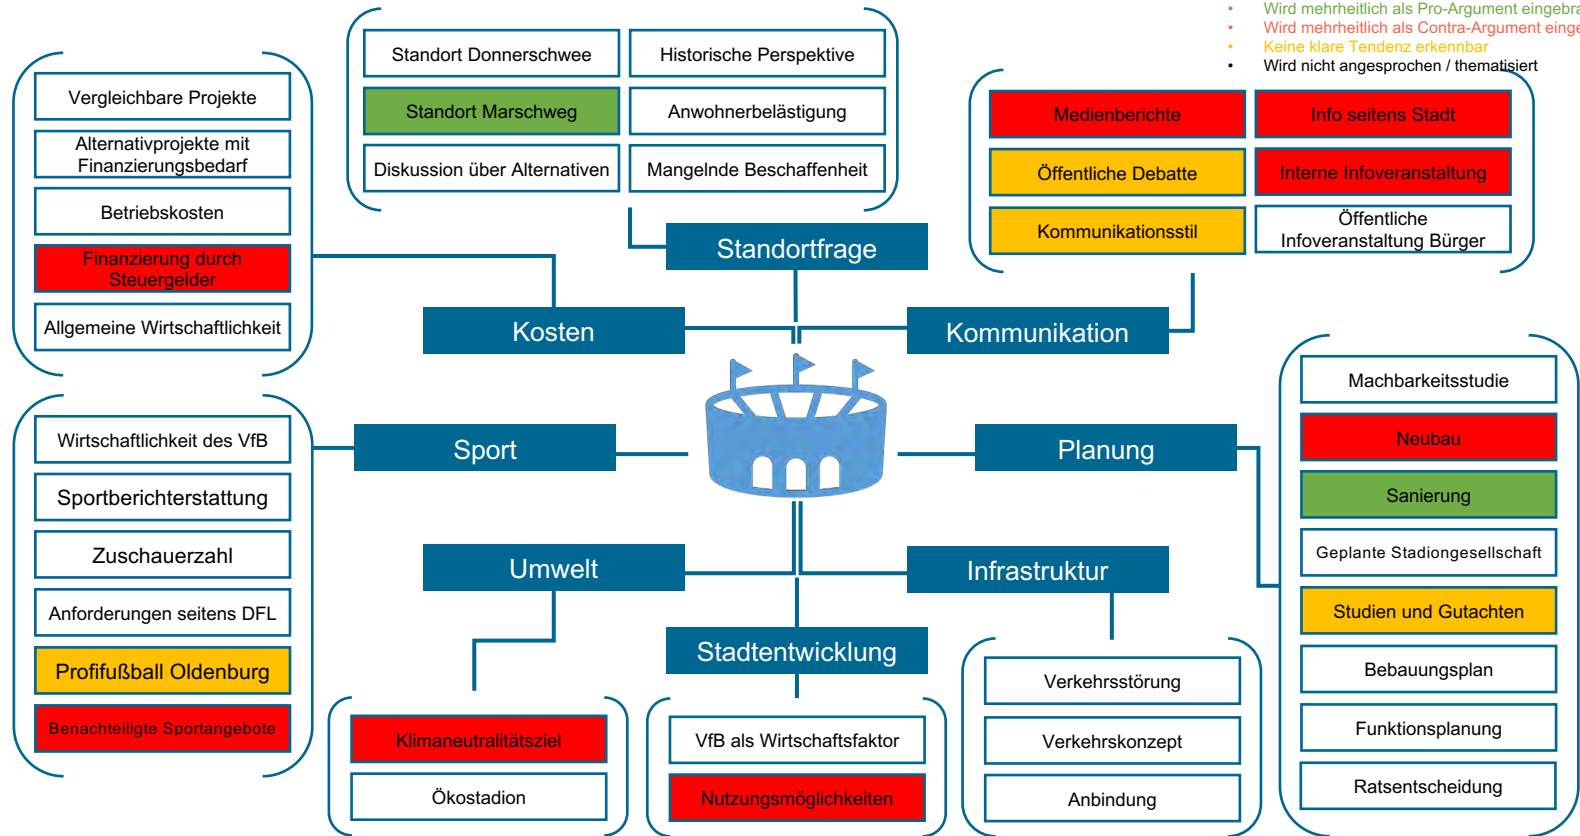 Wird mehrheitlich als Pro-Argument
Wird mehrheitlich als Contra-Argument
Keine klare Tendenz erkennbar
Wird nicht angesprochen / thematisiert
Standort Donnerschwee
Historische Perspektive
Standort Marschweg
Anwohnerbelästigung
Diskussion über Alternativen
Mangelnde Beschaffenheit
Standortfrage
Vergleichbare Projekte
Alternativprojekte mit
Finanzierungsbedarf
Betriebskosten
Finanzierung durch
Steuergelder
Allgemeine Wirtschaftlichkeit
Kosten
Medienberichte
Info seitens Stadt
Öffentliche Debatte
Interne Infoveranstaltung
Kommunikationsstil
Öffentliche
Infoveranstaltung Bürger
Kommunikation
Wirtschaftlichkeit des VfB
Sportberichterstattung
Zuschauerzahl
Anforderungen seitens DFL
Profifußball Oldenburg
Benachteiligte Sportangebote
Sport
Planung
Machbarkeitsstudie
Neubau
Sanierung
Geplante Stadiongesellschaft
Studien und Gutachten
Bebauungsplan
Funktionsplanung
Ratsentscheidung
Umwelt
Klimaneutralitätsziel
Ökostadion
Stadtentwicklung
VfB als Wirtschaftsfaktor
Nutzungsmöglichkeiten
Infrastruktur
Verkehrsstörung
Verkehrskonzept
Anbindung